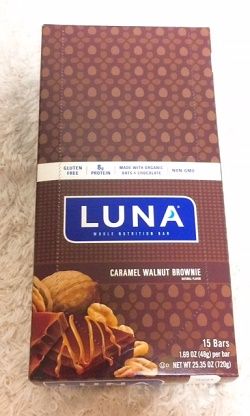 GLUTEN FREE
8g PROTEIN
MADE WITH ORGANIC OATS + CHOCOLATE
NON-GMO
LUNA
WHOLE NUTRITION BAR
CARAMEL WALNUT BROWNIE
NATURAL FLAVOR
15 Bars
1.69 OZ (48g) per bar
NET WT 25.35 OZ (720g)